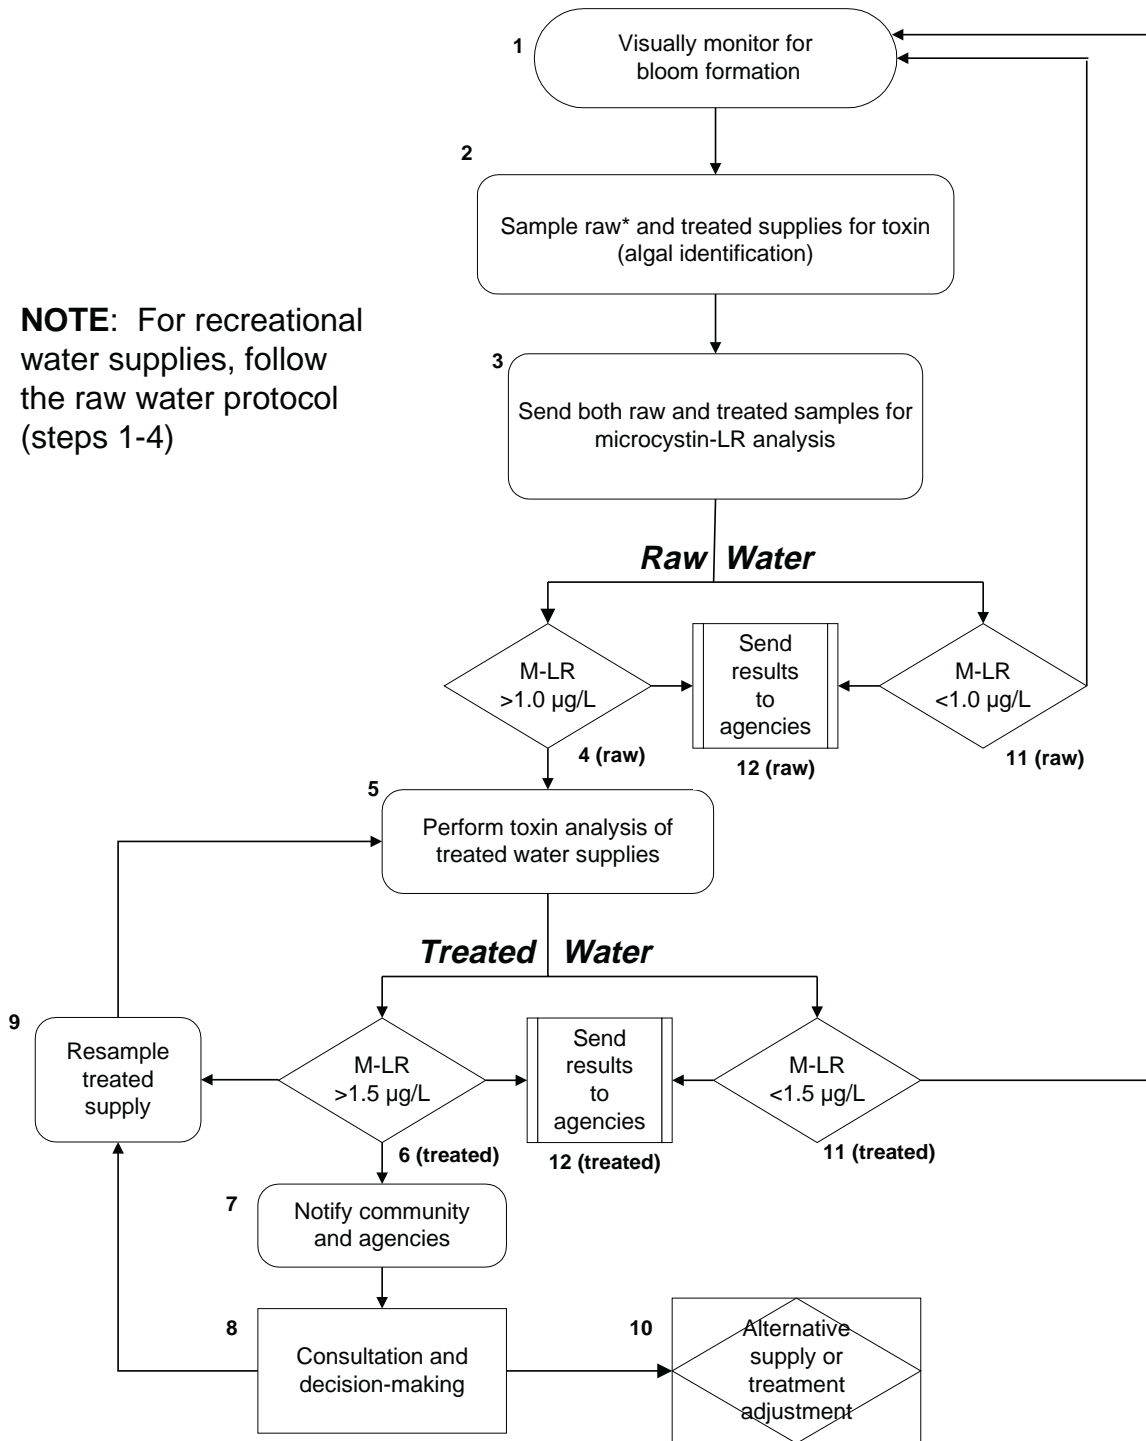 1
Visually monitor for
bloom formation
2
Sample raw* and treated supplies for toxin
(algal identification)
NOTE: For recreational
water supplies, follow
the raw water protocol
(steps 1-4)
3
Send both raw and treated samples for
microcystin-LR analysis
Raw Water
M-LR
>1.0 µg/L
4 (raw)
Send
results
to
agencies
12 (raw)
M-LR
<1.0 µg/L
11 (raw)
5
Perform toxin analysis of
treated water supplies
Treated Water
9
Resample
treated
supply
M-LR
>1.5 µg/L
6 (treated)
Send
results
to
agencies
12 (treated)
M-LR
<1.5 µg/L
11 (treated)
7
Notify community
and agencies
8
Consultation and
decision-making
10
Alternative
supply or
treatment
adjustment